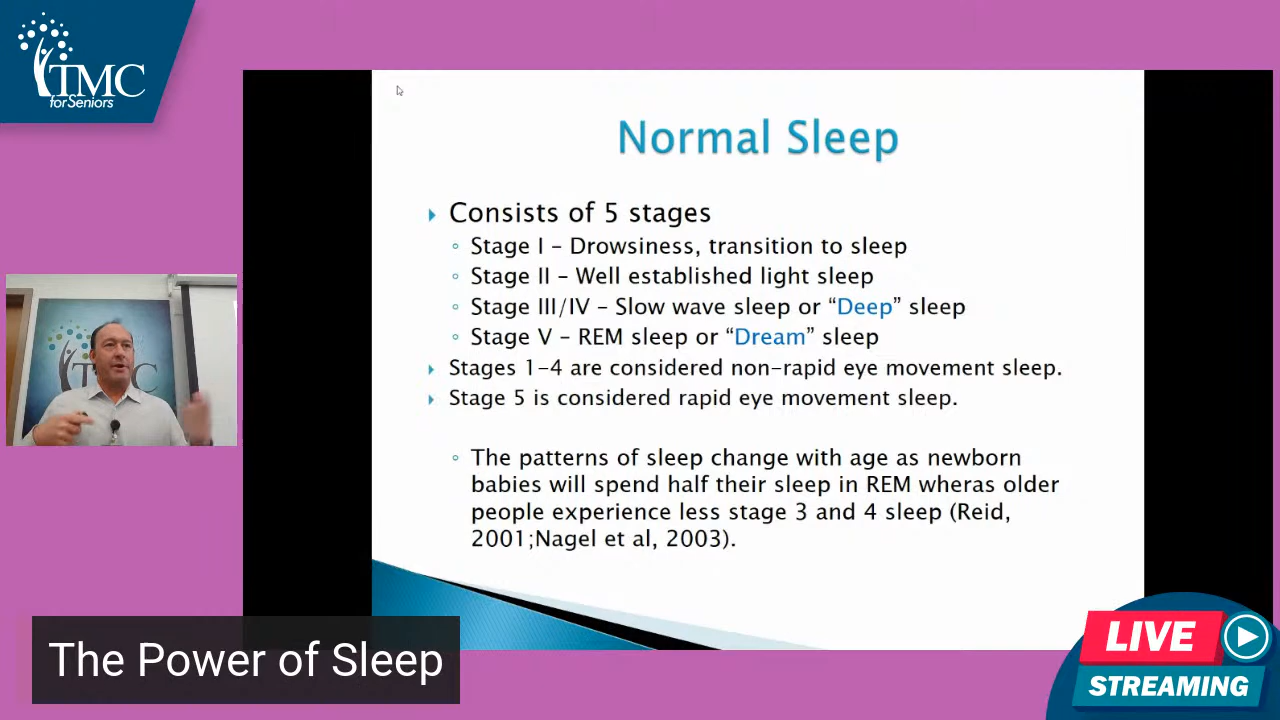 TMC
for Seniors
Normal Sleep
Consists of 5 stages
Stage I – Drowsiness, transition to sleep
Stage II – Well established light sleep
Stage III/IV – Slow wave sleep or “Deep” sleep
Stage V – REM sleep or “Dream” sleep
Stages 1-4 are considered non-rapid eye movement sleep.
Stage 5 is considered rapid eye movement sleep.
The patterns of sleep change with age as newborn
babies will spend half their sleep in REM wheras older
people experience less stage 3 and 4 sleep (Reid,
2001;Nagel et al, 2003).
TMC
The Power of Sleep
LIVE
STREAMING